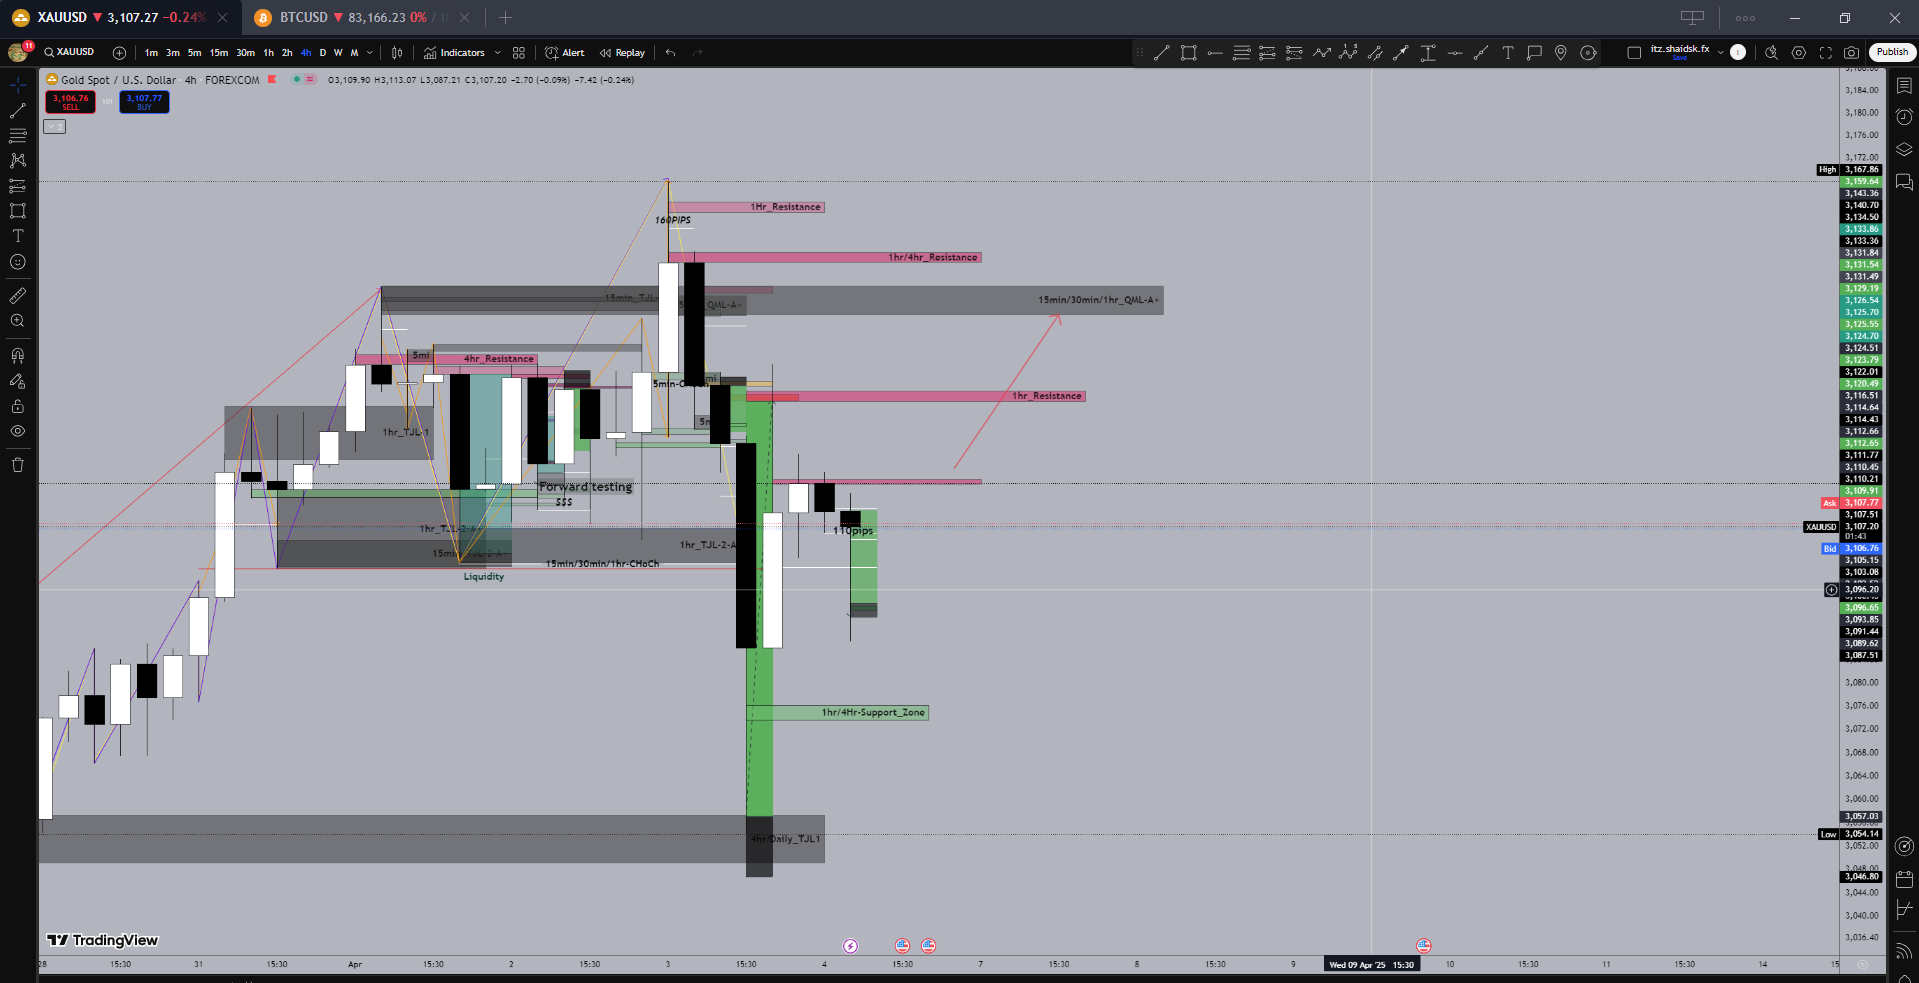 XAUUSD 3,107.27 −0.24%
BTCUSD 83,166.23 0% /
11
XAUUSD
1m 3m 5m 15m 30m 1h 2h 4h D W M
Indicators
Alert
Replay
itz.shaidsk.fx
Save
Publish
Gold Spot / U.S. Dollar · 4h · FOREXCOM
O3,109.90 H3,113.07 L3,087.21 C3,107.20 −2.70 (−0.09%) −7.42 (−0.24%)
3,106.76
SELL
101
3,107.77
BUY
1Hr_Resistance
160PIPS
1hr/4hr_Resistance
15min/30min/1hr_QML-A+
15min_TJL-
_QML-A+
5mi
4hr_Resistance
1hr_Resistance
1hr_TJL-1
Forward testing
$$$
1hr_TJL-2-A
110pips
1hr_TJL-2-A
15min/30min/1hr-CHoCh
Liquidity
1hr/4Hr-Support_Zone
4hr/Daily_TJL1
3,184.00
3,180.00
3,176.00
3,172.00
High 3,167.86
3,159.64
3,143.36
3,140.70
3,134.50
3,133.86
3,133.36
3,131.84
3,131.54
3,131.49
3,129.19
3,126.54
3,125.70
3,125.55
3,124.70
3,124.51
3,123.79
3,122.01
3,120.49
3,116.51
3,114.64
3,114.43
3,112.66
3,112.65
3,111.77
3,110.45
3,110.21
3,109.91
Ask 3,107.77
3,107.51
XAUUSD 3,107.20
01:43
Bid 3,106.76
3,105.15
3,103.08
3,096.20
3,096.65
3,093.85
3,091.44
3,089.62
3,087.51
3,080.00
3,076.00
3,072.00
3,068.00
3,064.00
3,060.00
3,057.03
Low 3,054.14
3,052.00
3,046.80
3,044.00
3,040.00
3,036.40
TradingView
28 15:30 31 15:30 Apr 15:30 2 15:30 3 15:30 4 15:30 7 15:30 8 15:30 9 Wed 09 Apr '25 15:30 10 15:30 11 15:30 14 15